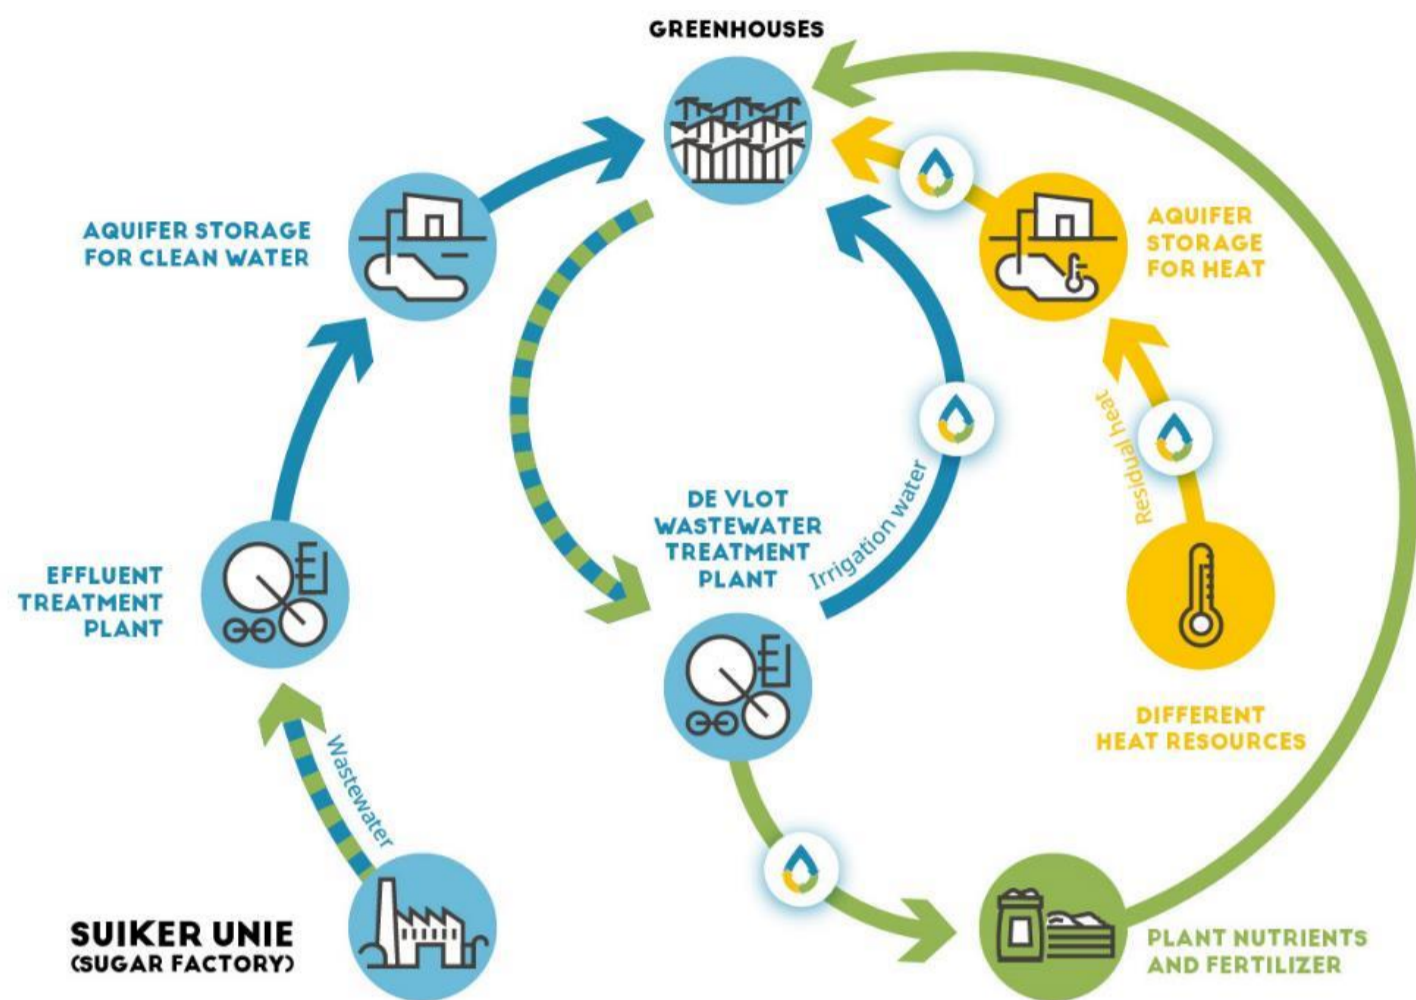 GREENHOUSES
AQUIFER STORAGE
FOR CLEAN WATER
AQUIFER
STORAGE
FOR HEAT
Residual heat
DE VLOT
WASTEWATER
TREATMENT
PLANT
Irrigation water
EFFLUENT
TREATMENT
PLANT
DIFFERENT
HEAT RESOURCES
Wastewater
SUIKER UNIE
(SUGAR FACTORY)
PLANT NUTRIENTS
AND FERTILIZER